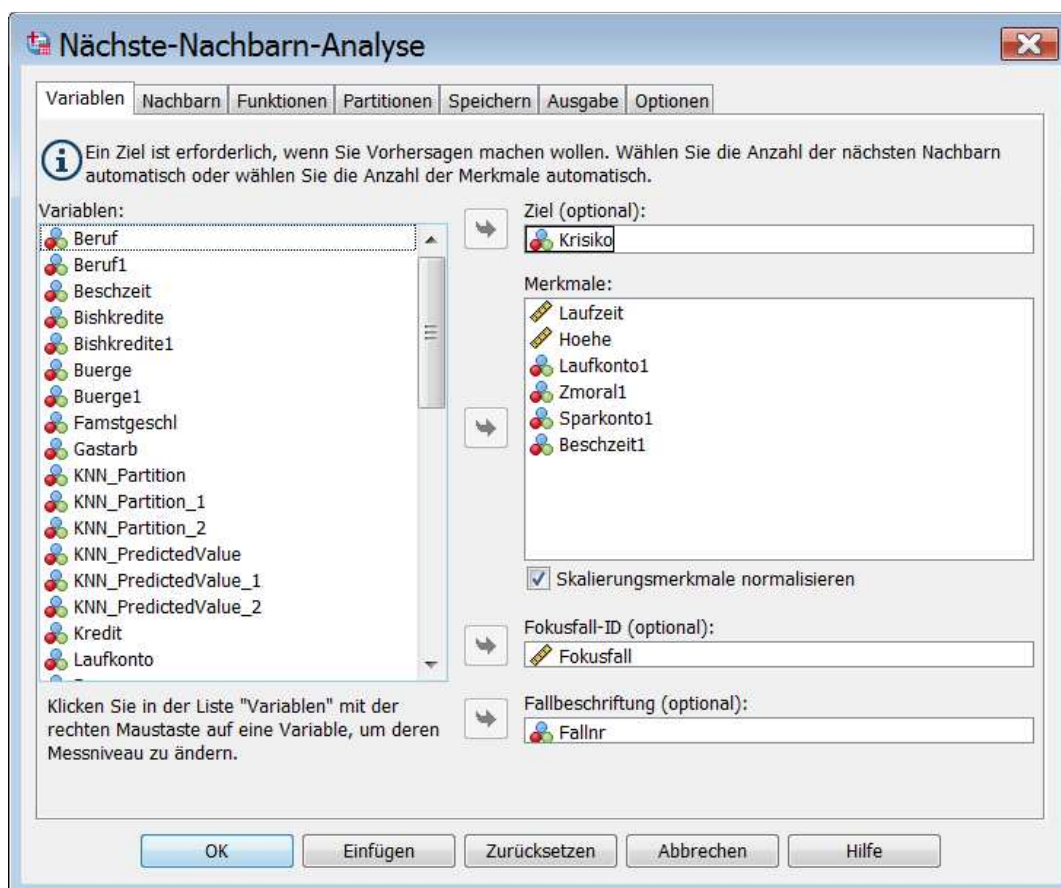 Nächste-Nachbarn-Analyse
Variablen Nachbarn Funktionen Partitionen Speichern Ausgabe Optionen
Ein Ziel ist erforderlich, wenn Sie Vorhersagen machen wollen. Wählen Sie die Anzahl der nächsten Nachbarn
automatisch oder wählen Sie die Anzahl der Merkmale automatisch.
Variablen:
Beruf
Beruf1
Beschzeit
Bishkredite
Bishkredite1
Buerge
Buerge1
Famstgeschl
Gastarb
KNN_Partition
KNN_Partition_1
KNN_Partition_2
KNN_PredictedValue
KNN_PredictedValue_1
KNN_PredictedValue_2
Kredit
Laufkonto
Klicken Sie in der Liste "Variablen" mit der
rechten Maustaste auf eine Variable, um deren
Messniveau zu ändern.
Ziel (optional):
Krisiko
Merkmale:
Laufzeit
Hoehe
Laufkonto1
Zmoral1
Sparkonto1
Beschzeit1
Skalierungsmerkmale normalisieren
Fokusfall-ID (optional):
Fokusfall
Fallbeschriftung (optional):
Fallnr
OK Einfügen Zurücksetzen Abbrechen Hilfe